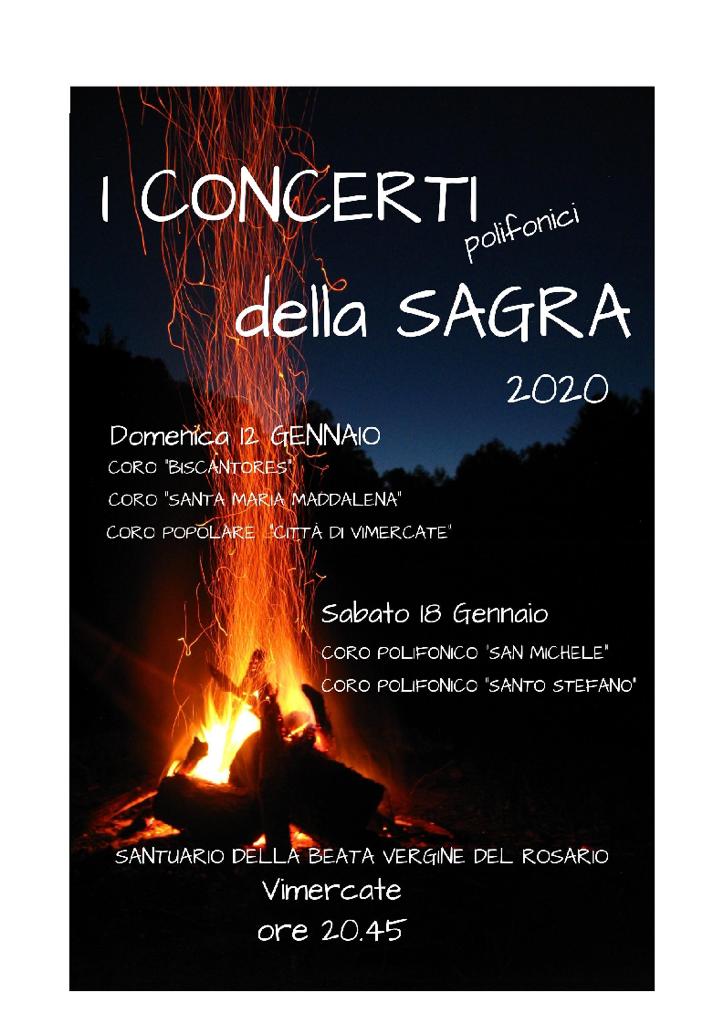 I CONCERTI
polifonici
della SAGRA
2020
Domenica 12 GENNAIO
CORO "BISCANTORES"
CORO "SANTA MARIA MADDALENA"
CORO POPOLARE "CITTÀ DI VIMERCATE"
Sabato 18 Gennaio
CORO POLIFONICO "SAN MICHELE"
CORO POLIFONICO "SANTO STEFANO"
SANTUARIO DELLA BEATA VERGINE DEL ROSARIO
Vimercate
ore 20.45